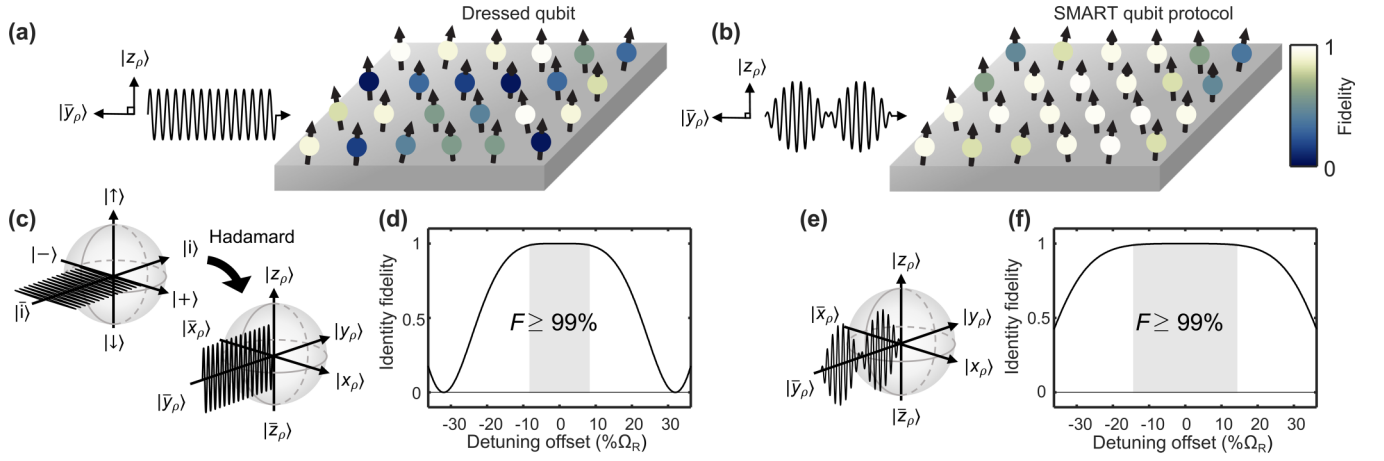 (a)
Dressed qubit
|z_ρ⟩
|ȳ_ρ⟩
(b)
SMART qubit protocol
|z_ρ⟩
|ȳ_ρ⟩
1
Fidelity
0
(c)
|↑⟩
|−⟩
|i⟩
|ī⟩
|+⟩
|↓⟩
Hadamard
|z_ρ⟩
|x̄_ρ⟩
|y_ρ⟩
|x_ρ⟩
|ȳ_ρ⟩
|z̄_ρ⟩
(d)
1
0.5
0
Identity fidelity
F ≥ 99%
-30 -20 -10 0 10 20 30
Detuning offset (%Ω_R)
(e)
|z_ρ⟩
|x̄_ρ⟩
|y_ρ⟩
|x_ρ⟩
|ȳ_ρ⟩
|z̄_ρ⟩
(f)
1
0.5
0
Identity fidelity
F ≥ 99%
-30 -20 -10 0 10 20 30
Detuning offset (%Ω_R)